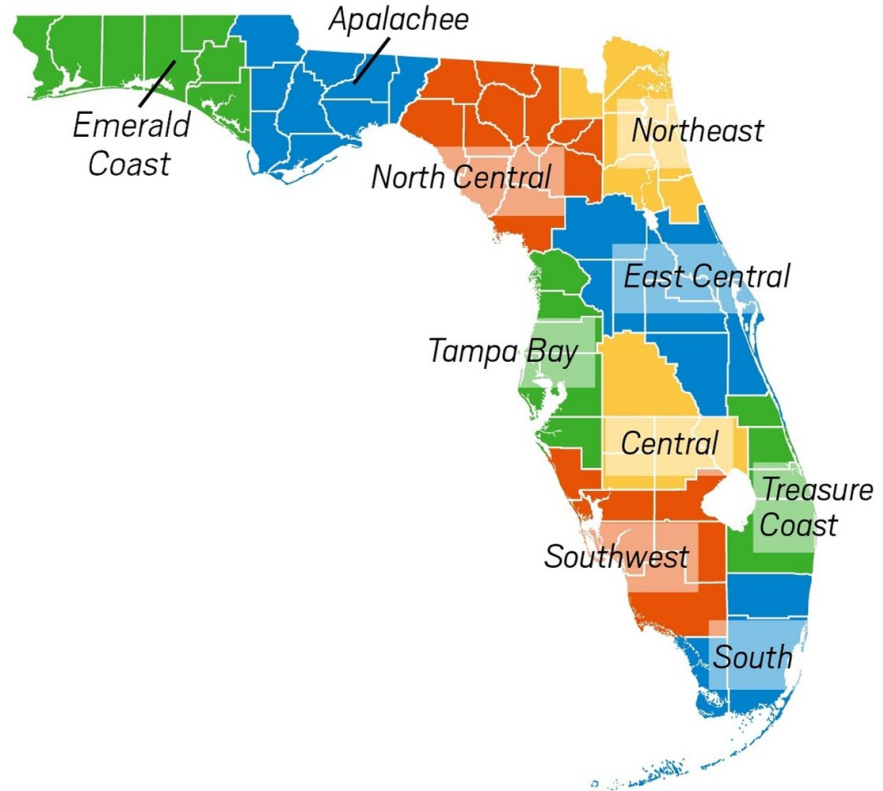 Apalachee
Emerald
Coast
Northeast
North Central
East Central
Tampa Bay
Central
Treasure
Coast
Southwest
South